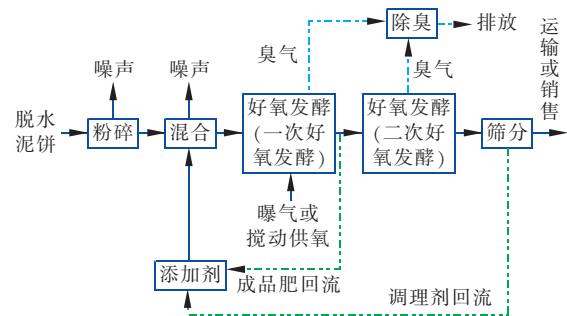 除臭
排放
运输或销售
臭气
臭气
噪声
噪声
脱水
泥饼
粉碎
混合
好氧发酵
(一次好
氧发酵)
好氧发酵
(二次好
氧发酵)
筛分
曝气或
搅动供氧
添加剂
成品肥回流
调理剂回流